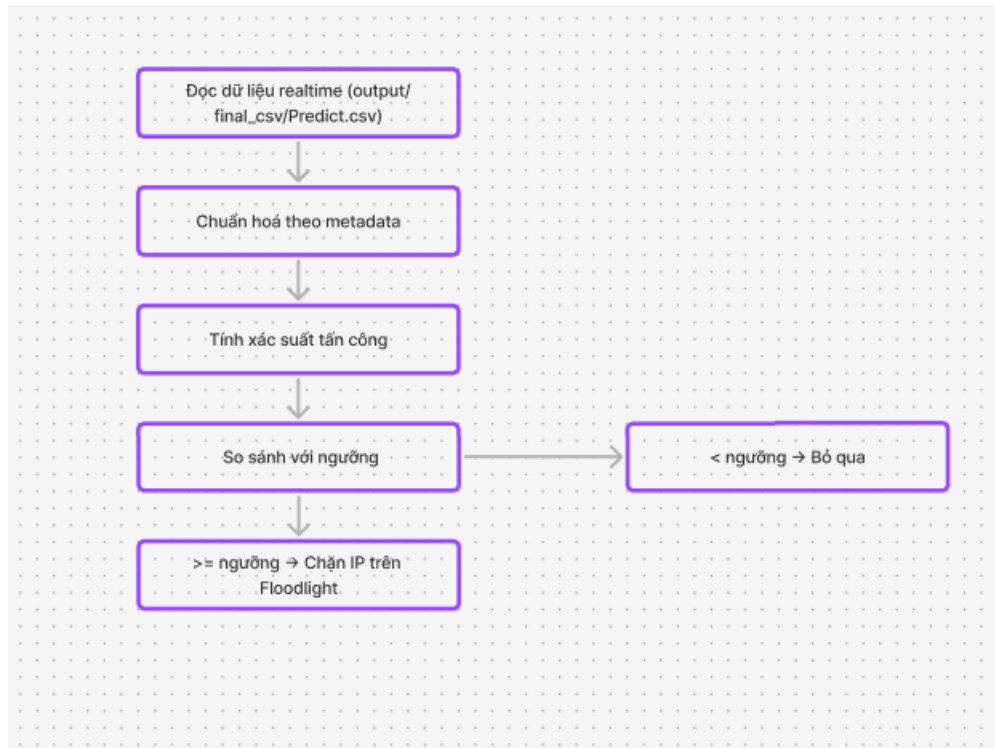 Đọc dữ liệu realtime (output/
final_csv/Predict.csv)
Chuẩn hoá theo metadata
Tính xác suất tấn công
So sánh với ngưỡng
< ngưỡng → Bỏ qua
>= ngưỡng → Chặn IP trên
Floodlight